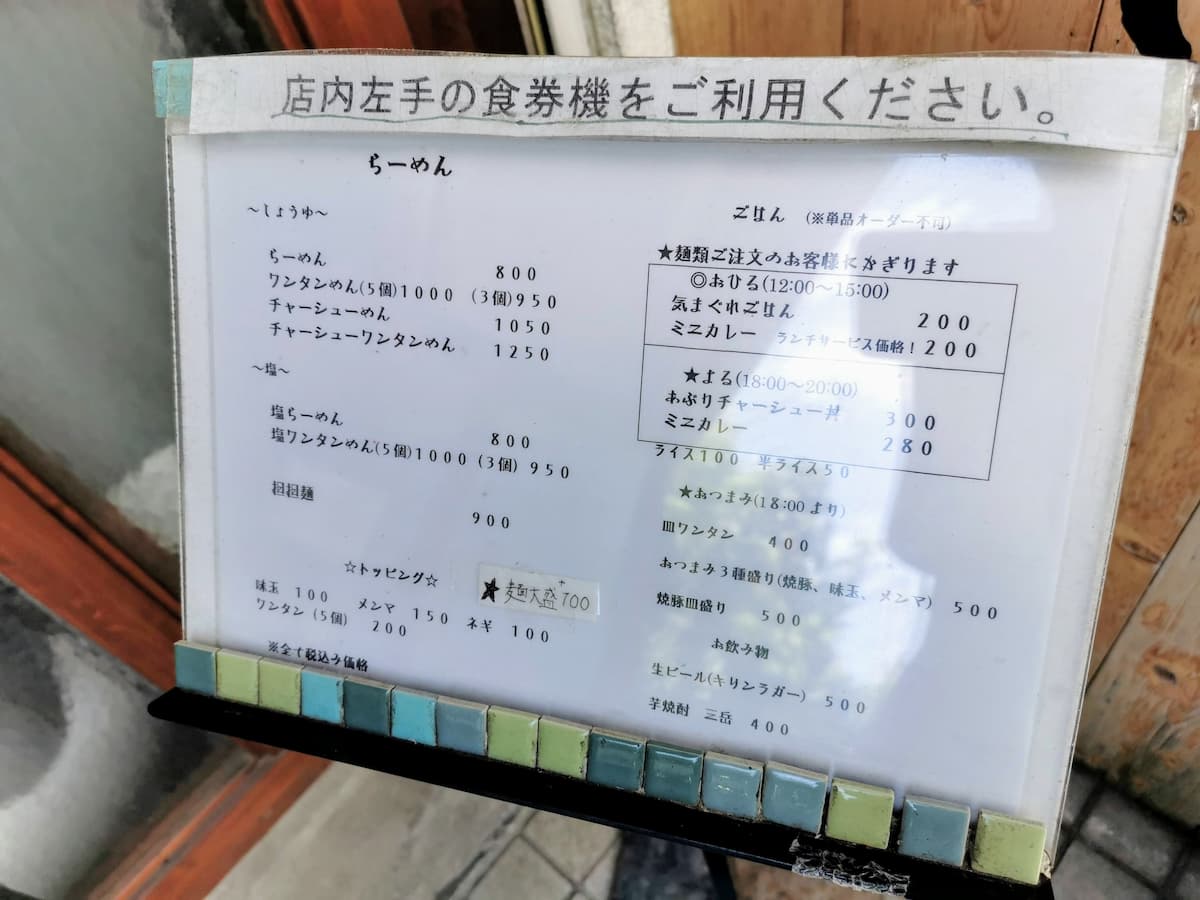 店内左手の食券機をご利用ください。
らーめん
～しょうゆ～
らーめん 800
ワンタンめん(5個)1000 (3個)950
チャーシューめん 1050
チャーシューワンタンめん 1250
～塩～
塩らーめん 800
塩ワンタンめん(5個)1000 (3個) 950
担担麺 900
☆トッピング☆
★麺大盛+100
味玉 100 メンマ 150 ネギ 100
ワンタン (5個) 200
※全て税込み価格
ごはん (※単品オーダー不可)
★麺類ご注文のお客様にかぎります
◎おひる(12:00～15:00)
気まぐれごはん 200
ミニカレー ランチサービス価格！200
★よる(18:00～20:00)
あぶりチャーシュー丼 300
ミニカレー 280
ライス100 半ライス50
★おつまみ(18:00より)
皿ワンタン 400
おつまみ3種盛り(焼豚、味玉、メンマ) 500
焼豚皿盛り 500
お飲み物
生ビール(キリンラガー) 500
芋焼酎 三岳 400